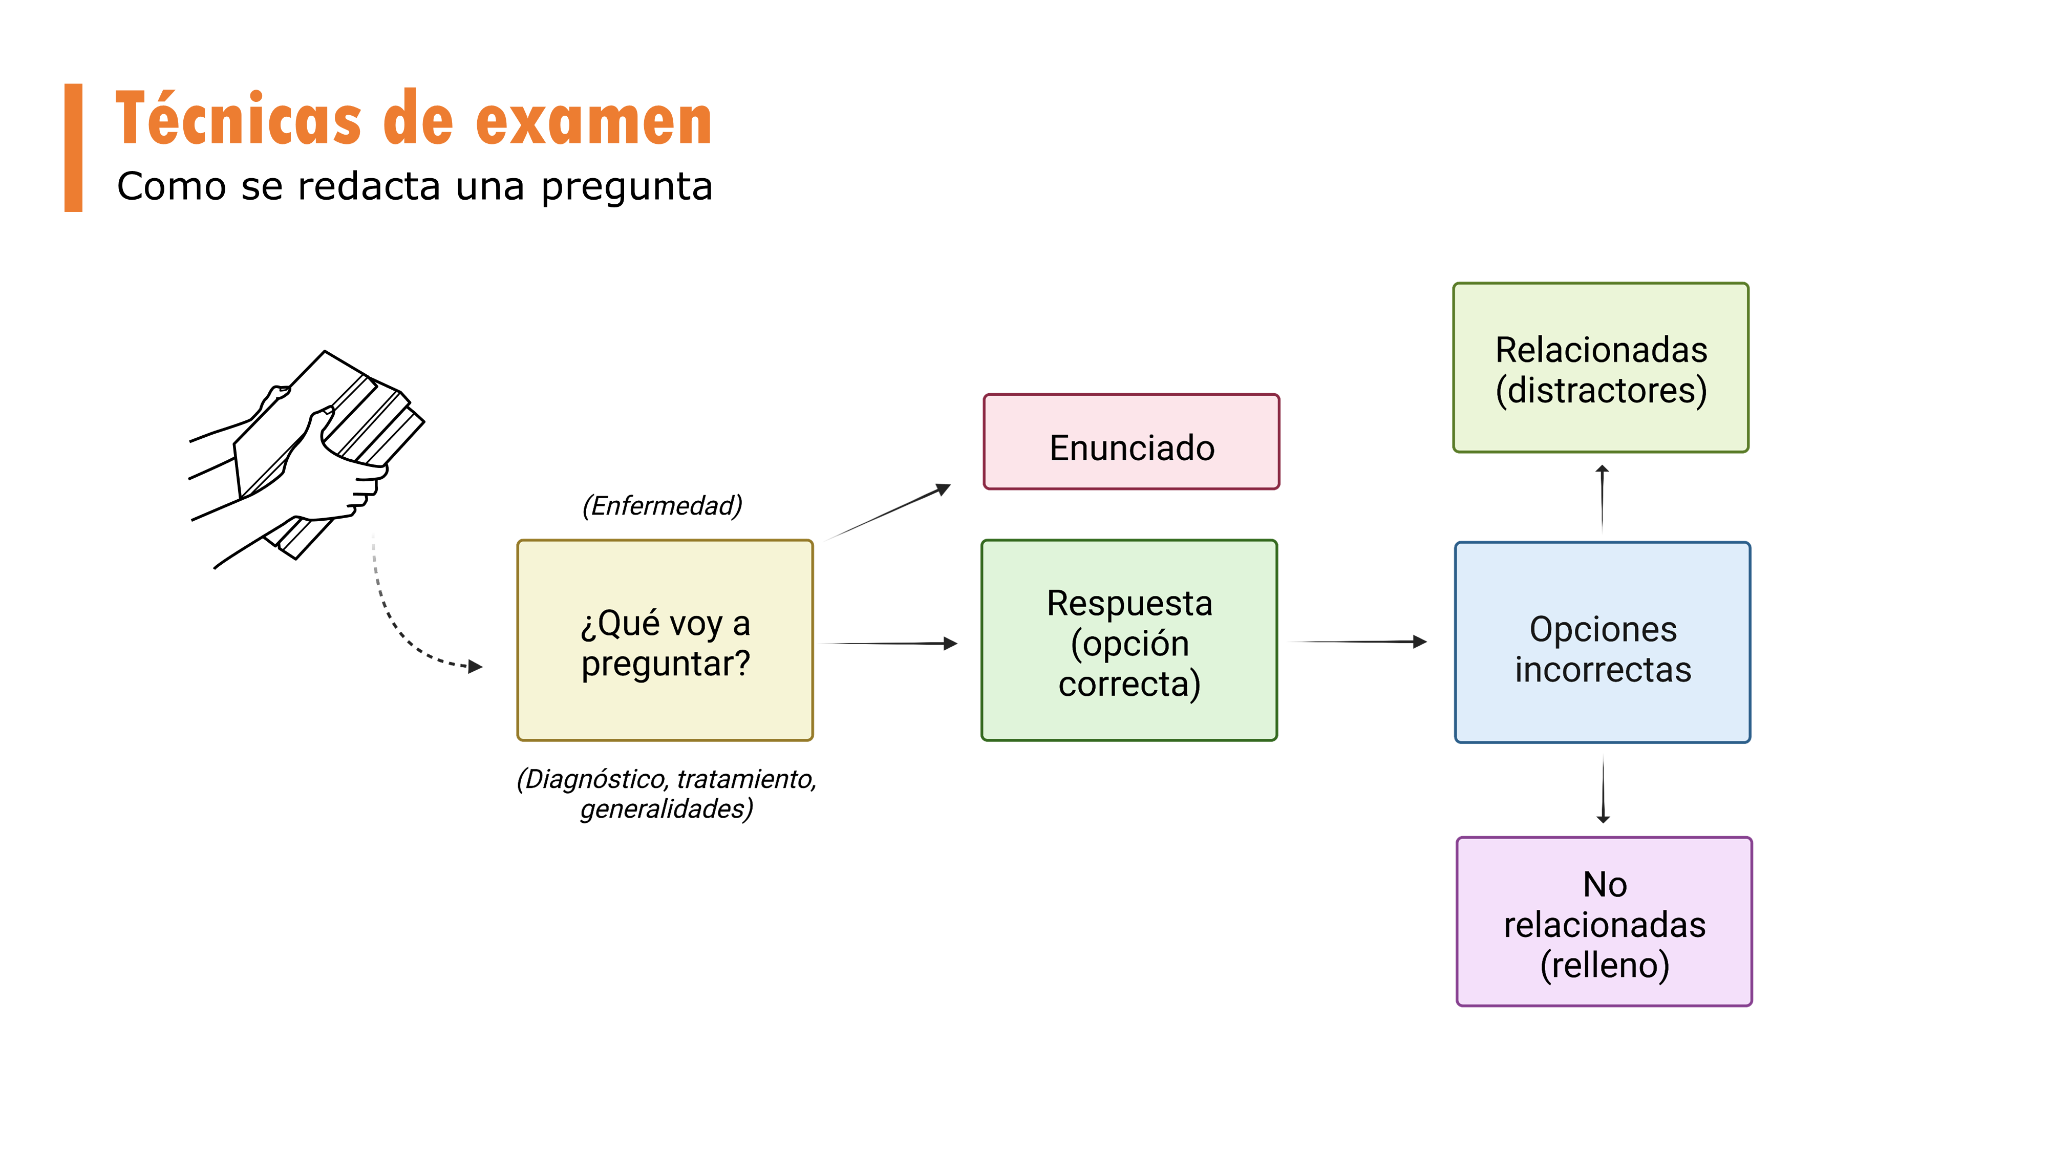 Técnicas de examen
Como se redacta una pregunta
(Enfermedad)
¿Qué voy a
preguntar?
(Diagnóstico, tratamiento,
generalidades)
Enunciado
Respuesta
(opción
correcta)
Relacionadas
(distractores)
Opciones
incorrectas
No
relacionadas
(relleno)